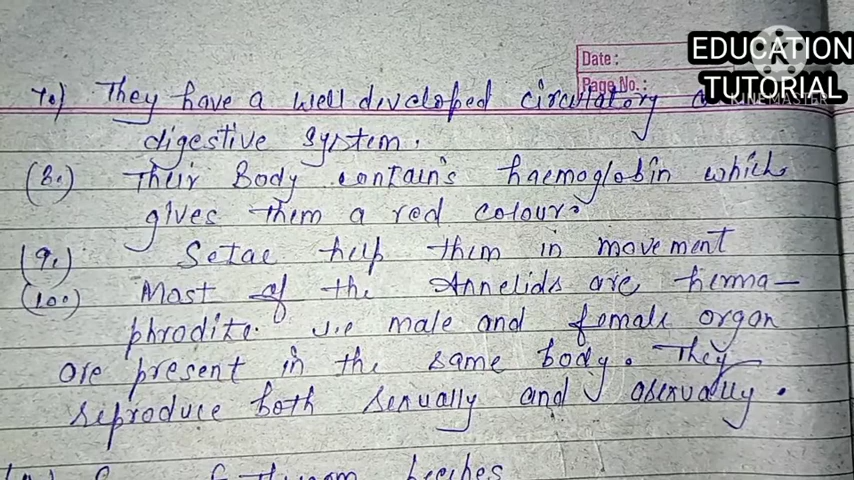 EDUCATION
TUTORIAL
KINEMASTER
Date:
Page No.:
7.) They have a well developed circulatory
digestive system.
(8.) Their Body contain's haemoglobin which
gives them a red colour.
(9.) Setae help them in movement
(10.) Most of the Annelids are herma-
phrodite. i.e male and female organ
are present in the same body. They
reproduce both sexually and asexually.